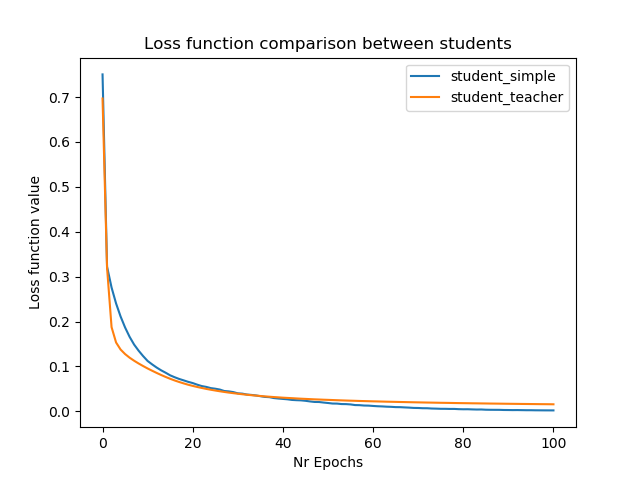 Loss function comparison between students
student_simple
student_teacher
Loss function value
0.7
0.6
0.5
0.4
0.3
0.2
0.1
0.0
0 20 40 60 80 100
Nr Epochs